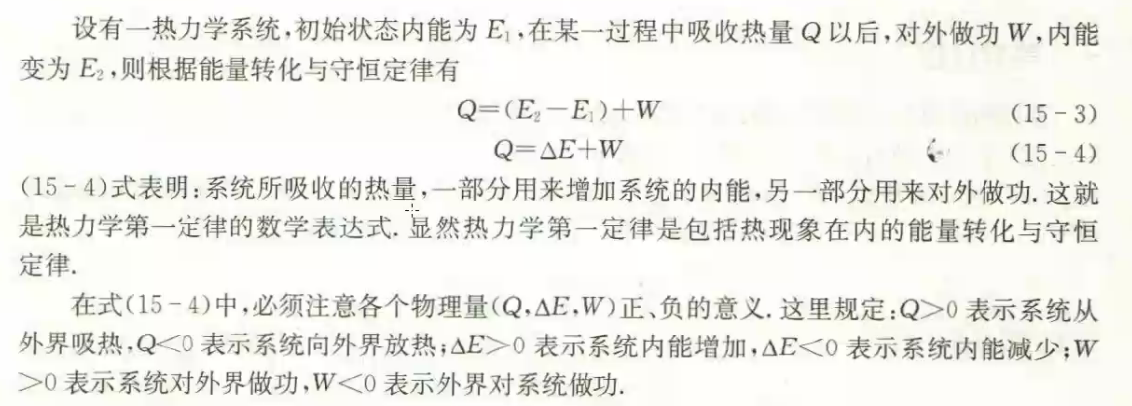 设有一热力学系统,初始状态内能为 E₁,在某一过程中吸收热量 Q 以后,对外做功 W,内能
变为 E₂,则根据能量转化与守恒定律有
Q=(E₂-E₁)+W (15-3)
Q=ΔE+W (15-4)
(15-4)式表明:系统所吸收的热量,一部分用来增加系统的内能,另一部分用来对外做功. 这就
是热力学第一定律的数学表达式. 显然热力学第一定律是包括热现象在内的能量转化与守恒
定律.
在式(15-4)中,必须注意各个物理量(Q,ΔE,W)正、负的意义. 这里规定:Q>0 表示系统从
外界吸热,Q<0 表示系统向外界放热;ΔE>0 表示系统内能增加,ΔE<0 表示系统内能减少;W
>0 表示系统对外界做功,W<0 表示外界对系统做功.